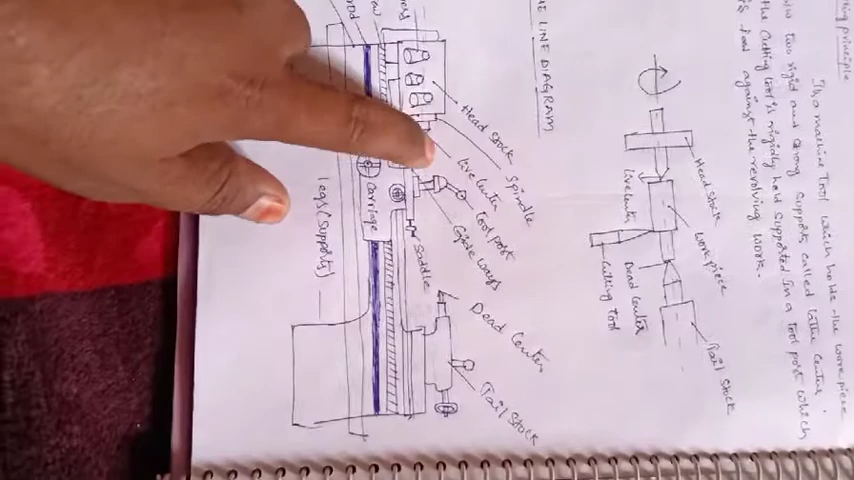 principle
It is a machine Tool which holds the work piece
two rigid and strong supports called lathe centers.
the cutting tool is rigidly held supported in a tool post which
is fed against the revolving work.
Head stock
work piece
Live center
Dead center
Cutting tool
Tail stock
LINE DIAGRAM
Head stock
Spindle
Live center
tool post
Guide ways
Saddle
Dead center
Tail stock
Carriage
legs (Supports)